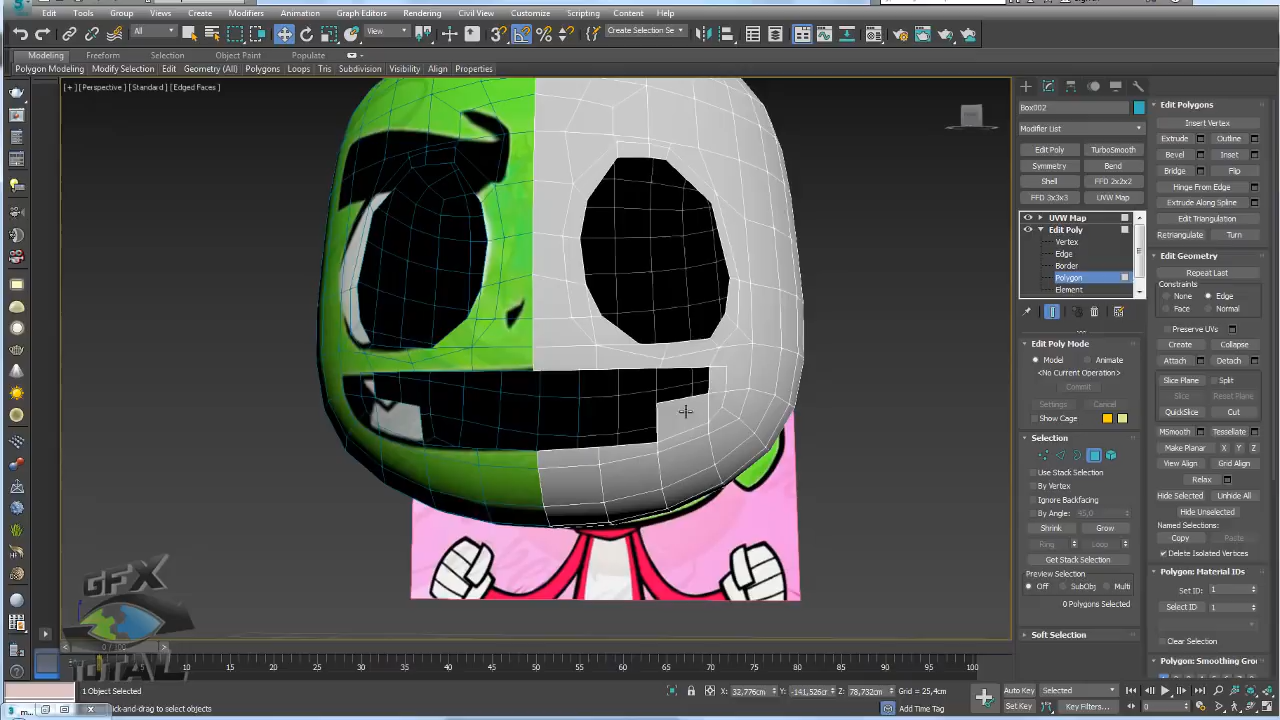 Edit Tools Group Views Create Modifiers Animation Graph Editors Rendering Civil View Customize Scripting Content Help
All View Create Selection Se
Modeling Freeform Selection Object Paint Populate
Polygon Modeling Modify Selection Edit Geometry (All) Polygons Loops Tris Subdivision Visibility Align Properties
[+] [Perspective] [Standard] [Edged Faces]
Box002
Modifier List
Edit Poly TurboSmooth
Symmetry Bend
Shell FFD 2x2x2
FFD 3x3x3 UVW Map
UVW Map
Edit Poly
Vertex
Edge
Border
Polygon
Element
Edit Poly Mode
Model Animate
<No Current Operation>
Commit
Settings Cancel
Show Cage
Selection
Use Stack Selection
By Vertex
Ignore Backfacing
By Angle: 45,0
Shrink Grow
Ring Loop
Get Stack Selection
Preview Selection
Off SubObj Multi
0 Polygons Selected
Soft Selection
Edit Polygons
Insert Vertex
Extrude Outline
Bevel Inset
Bridge Flip
Hinge From Edge
Extrude Along Spline
Edit Triangulation
Retriangulate Turn
Edit Geometry
Repeat Last
Constraints
None Edge
Face Normal
Preserve UVs
Create Collapse
Attach Detach
Slice Plane Split
Slice Reset Plane
QuickSlice Cut
MSmooth Tessellate
Make Planar X Y Z
View Align Grid Align
Relax
Hide Selected Unhide All
Hide Unselected
Named Selections:
Copy Paste
Delete Isolated Vertices
Polygon: Material IDs
Set ID: 1
Select ID 1
Clear Selection
Polygon: Smoothing Gro
GFX
TOTAL
0 / 100
15 20 25 30 35 40 45 50 55 60 65 70 75 80 85 90 95 100
1 Object Selected
X: 32,776cm Y: -141,526cm Z: 78,732cm Grid = 25,4cm
Auto Key Selected
lick-and-drag to select objects
Add Time Tag
Set Key Key Filters... 0